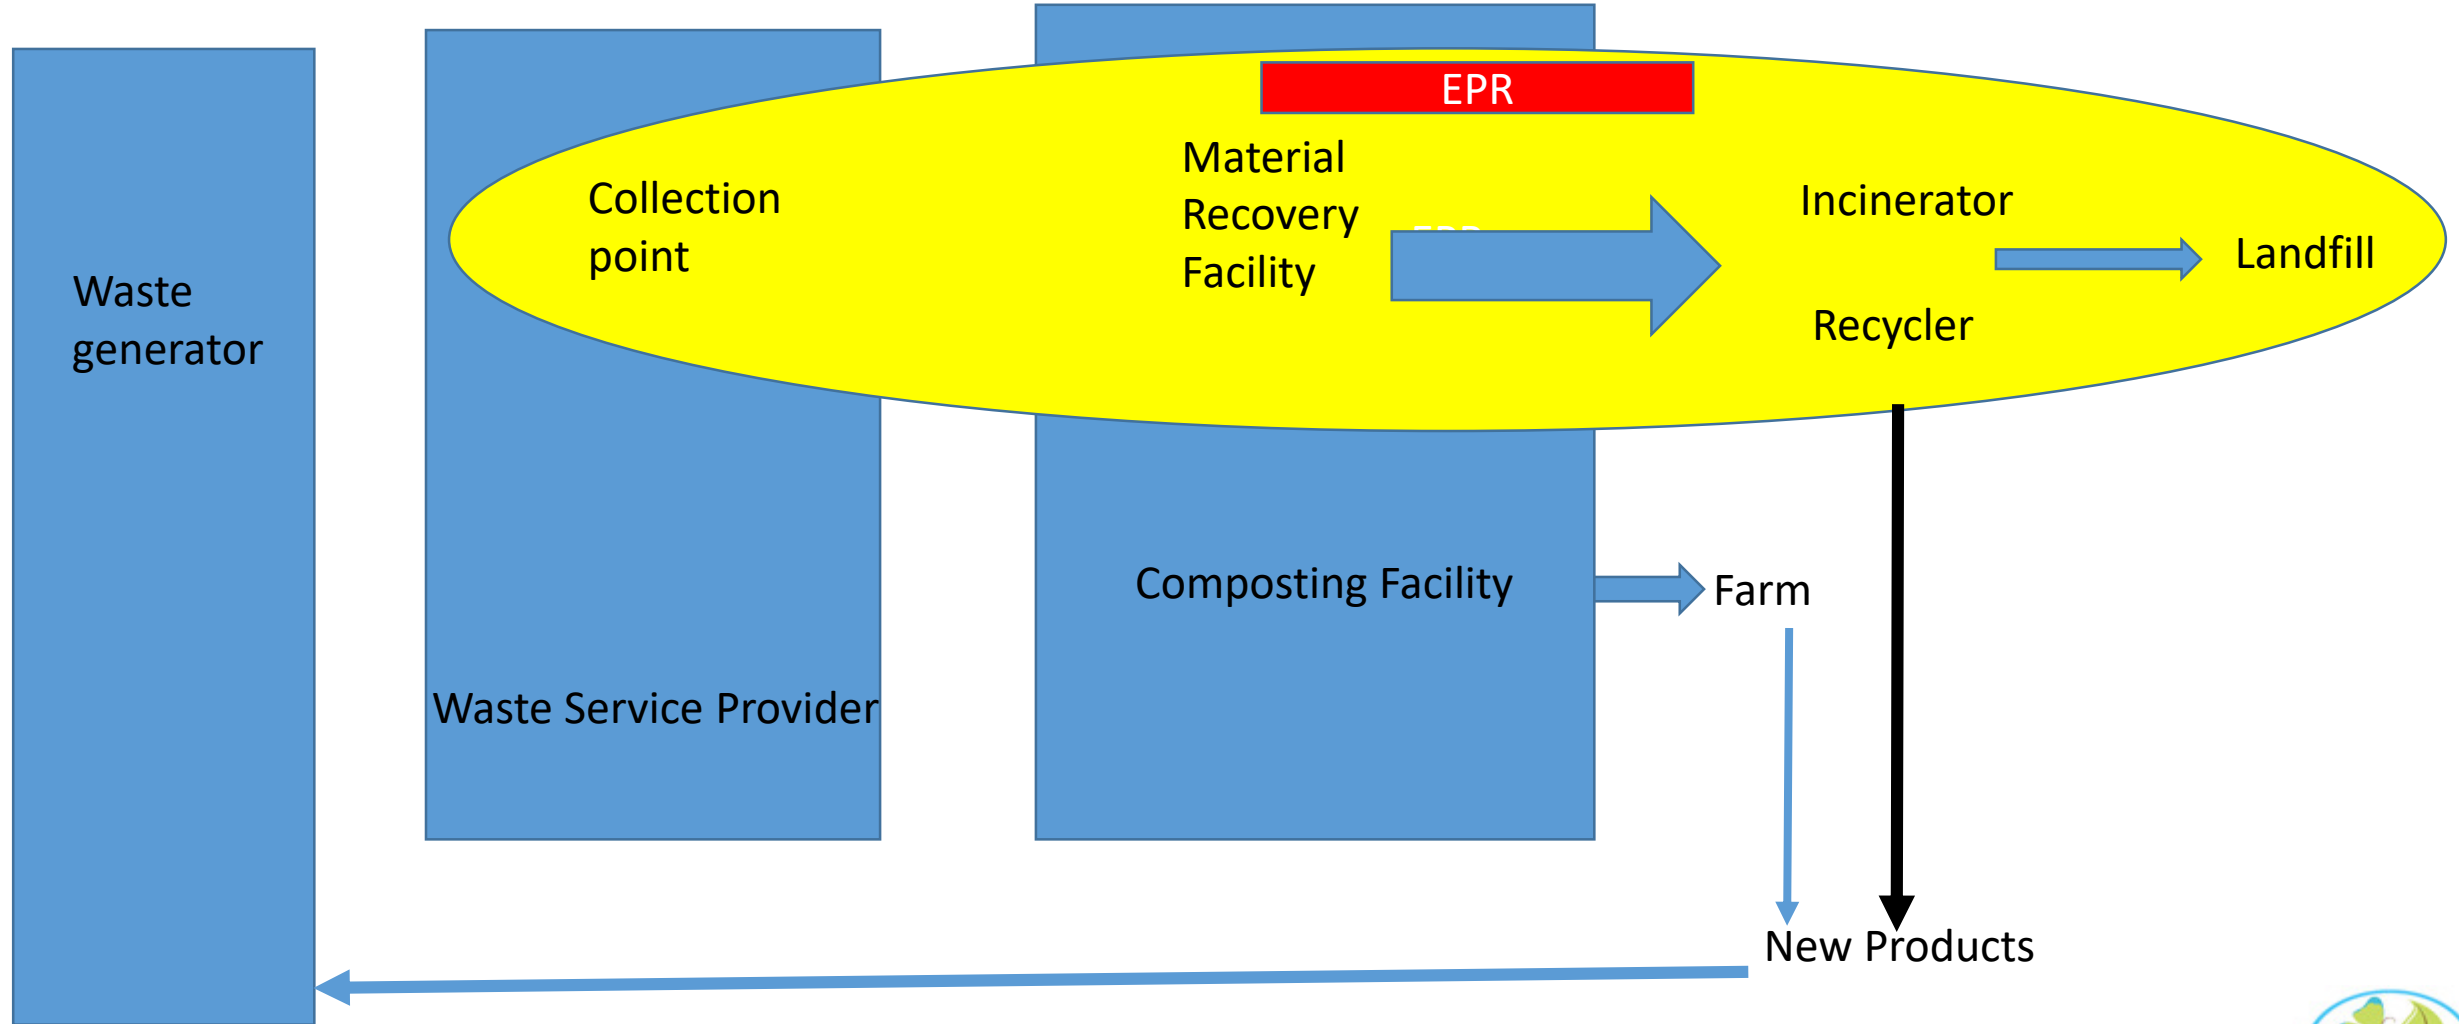 EPR
Material
Recovery
Facility
Collection
point
Incinerator
Landfill
Recycler
Waste
generator
Composting Facility
Farm
Waste Service Provider
New Products